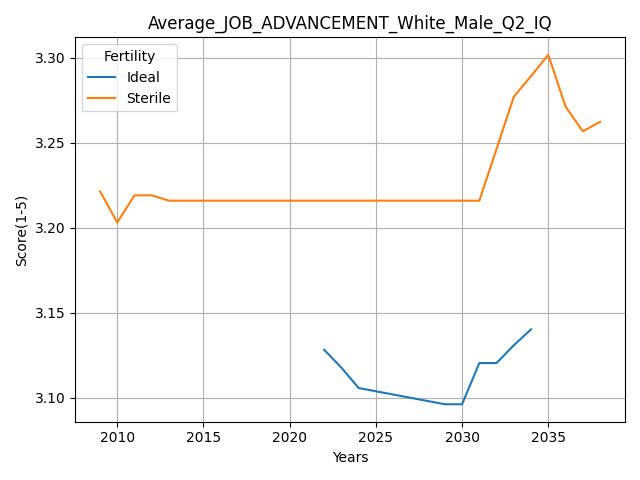 Average_JOB_ADVANCEMENT_White_Male_Q2_IQ
Fertility
Ideal
Sterile
Score(1-5)
3.30
3.25
3.20
3.15
3.10
2010 2015 2020 2025 2030 2035
Years